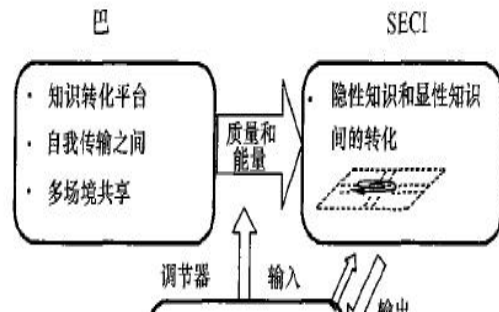 巴
SECI
· 知识转化平台
· 自我传输之间
· 多场境共享
质量和
能量
· 隐性知识和显性知识
间的转化
调节器
输入
输出